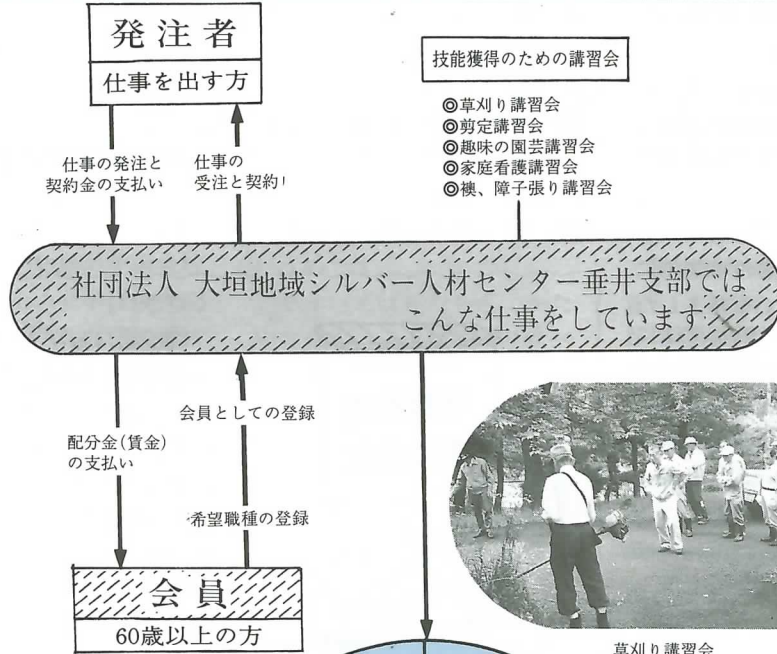 発注者
仕事を出す方
仕事の発注と
契約金の支払い
仕事の
受注と契約
技能獲得のための講習会
◎草刈り講習会
◎剪定講習会
◎趣味の園芸講習会
◎家庭看護講習会
◎襖、障子張り講習会
社団法人 大垣地域シルバー人材センター垂井支部では
こんな仕事をしています
配分金(賃金)
の支払い
会員としての登録
希望職種の登録
会員
60歳以上の方
草刈り講習会